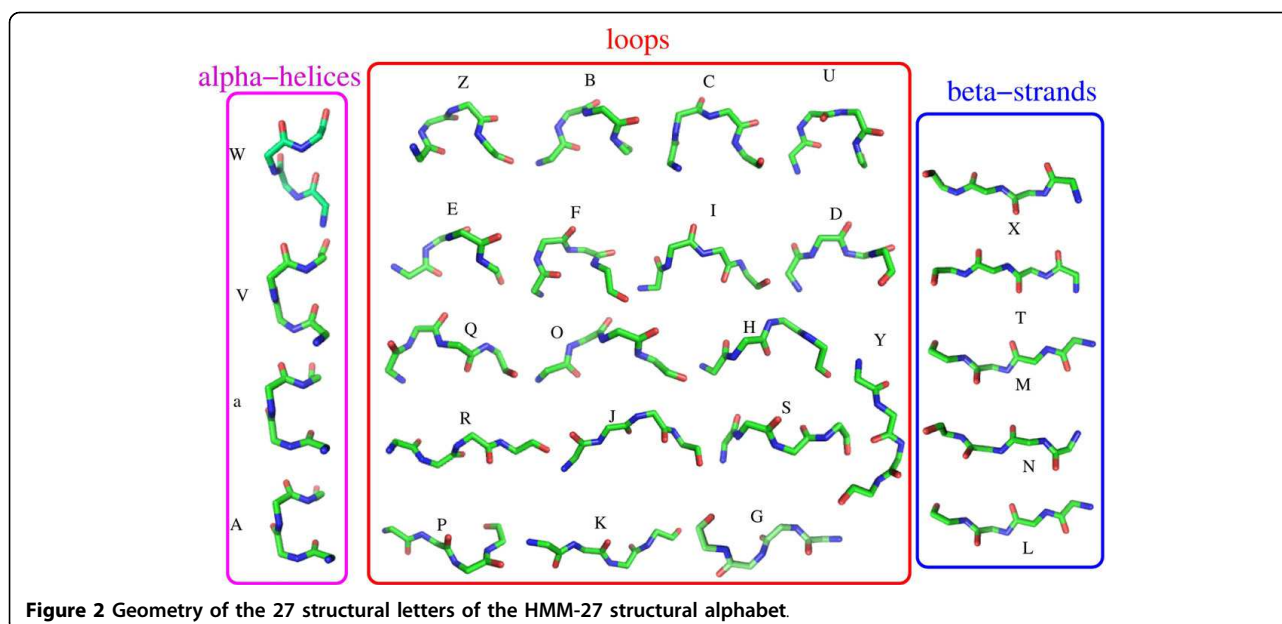 loops
alpha–helices
beta–strands
W
V
a
A
Z B C U
E F I D
Q O H Y
R J S
P K G
X
T
M
N
L
Figure 2 Geometry of the 27 structural letters of the HMM-27 structural alphabet.